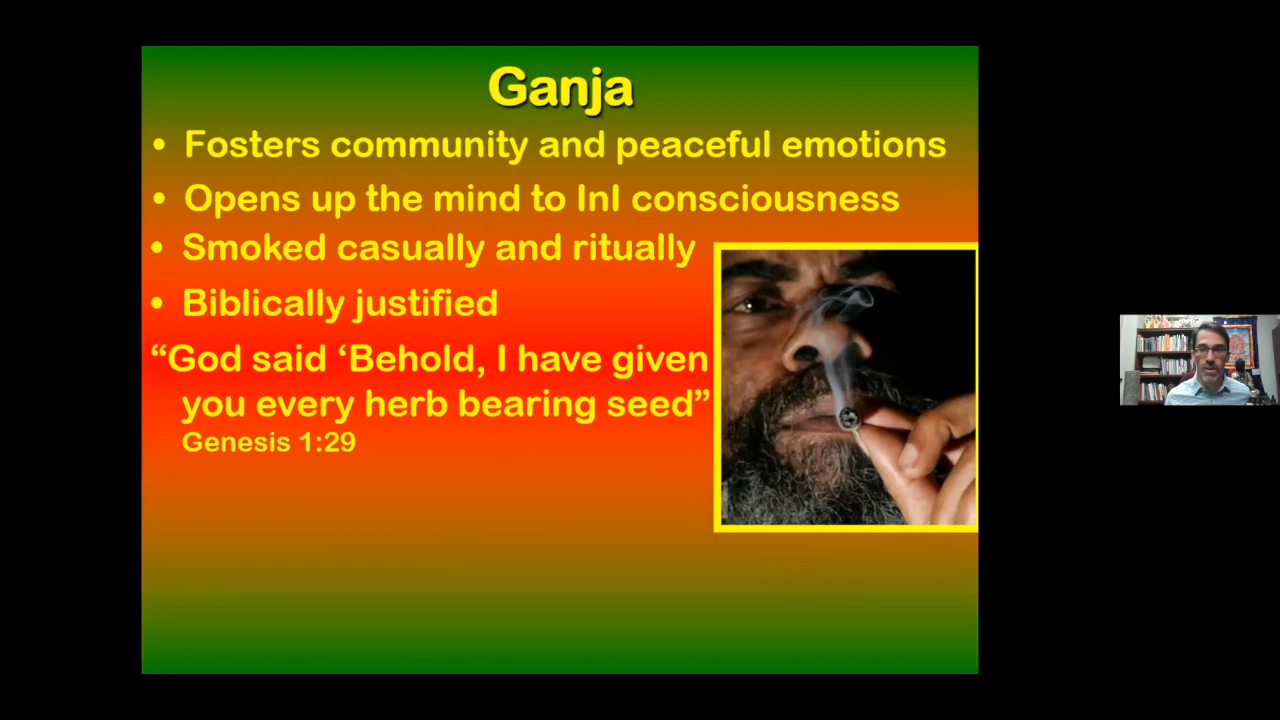 Ganja
• Fosters community and peaceful emotions
• Opens up the mind to InI consciousness
• Smoked casually and ritually
• Biblically justified
“God said ‘Behold, I have given
you every herb bearing seed”
Genesis 1:29